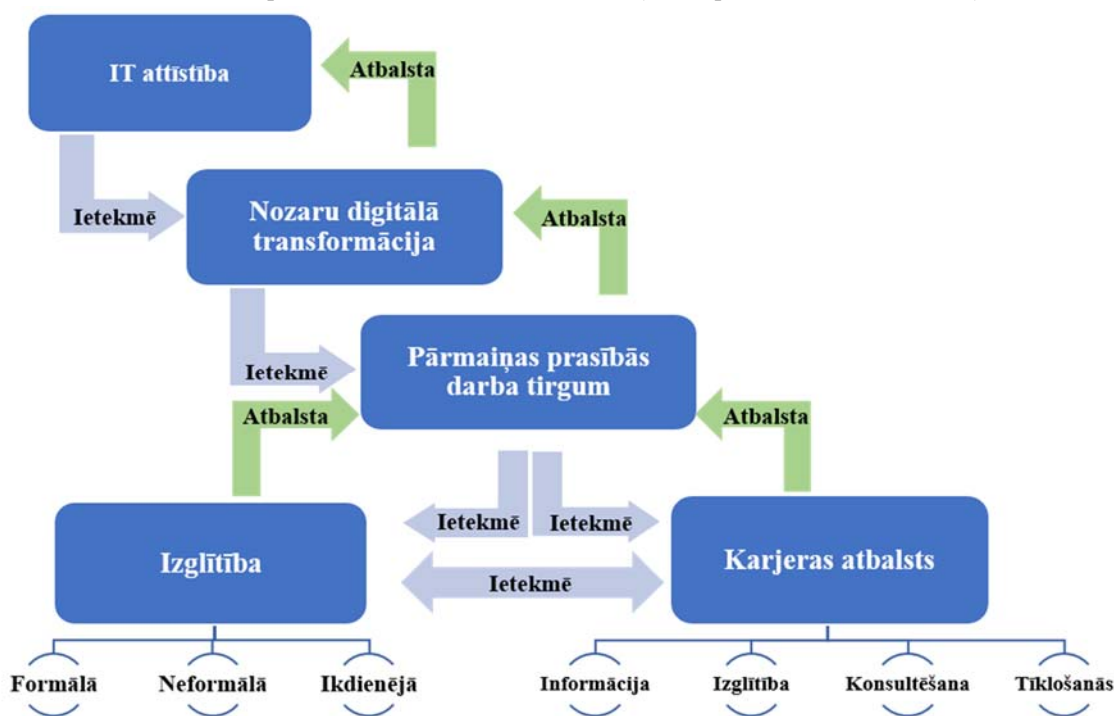 IT attīstība
Atbalsta
Ietekmē
Nozaru digitālā
transformācija
Atbalsta
Ietekmē
Pārmaiņas prasībās
darba tirgum
Atbalsta
Atbalsta
Ietekmē
Ietekmē
Izglītība
Ietekmē
Karjeras atbalsts
Formālā
Neformālā
Ikdienējā
Informācija
Izglītība
Konsultēšana
Tīklošanās